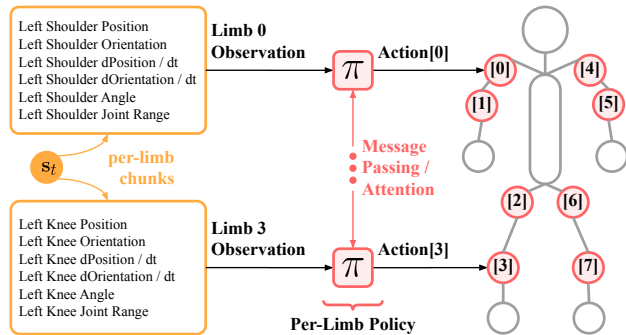 Left Shoulder Position
Left Shoulder Orientation
Left Shoulder dPosition / dt
Left Shoulder dOrientation / dt
Left Shoulder Angle
Left Shoulder Joint Range
Limb 0
Observation
π
Action[0]
[0]
[4]
[1]
[5]
s_t
per-limb
chunks
Message
Passing /
Attention
[2]
[6]
Left Knee Position
Left Knee Orientation
Left Knee dPosition / dt
Left Knee dOrientation / dt
Left Knee Angle
Left Knee Joint Range
Limb 3
Observation
π
Action[3]
[3]
[7]
Per-Limb Policy